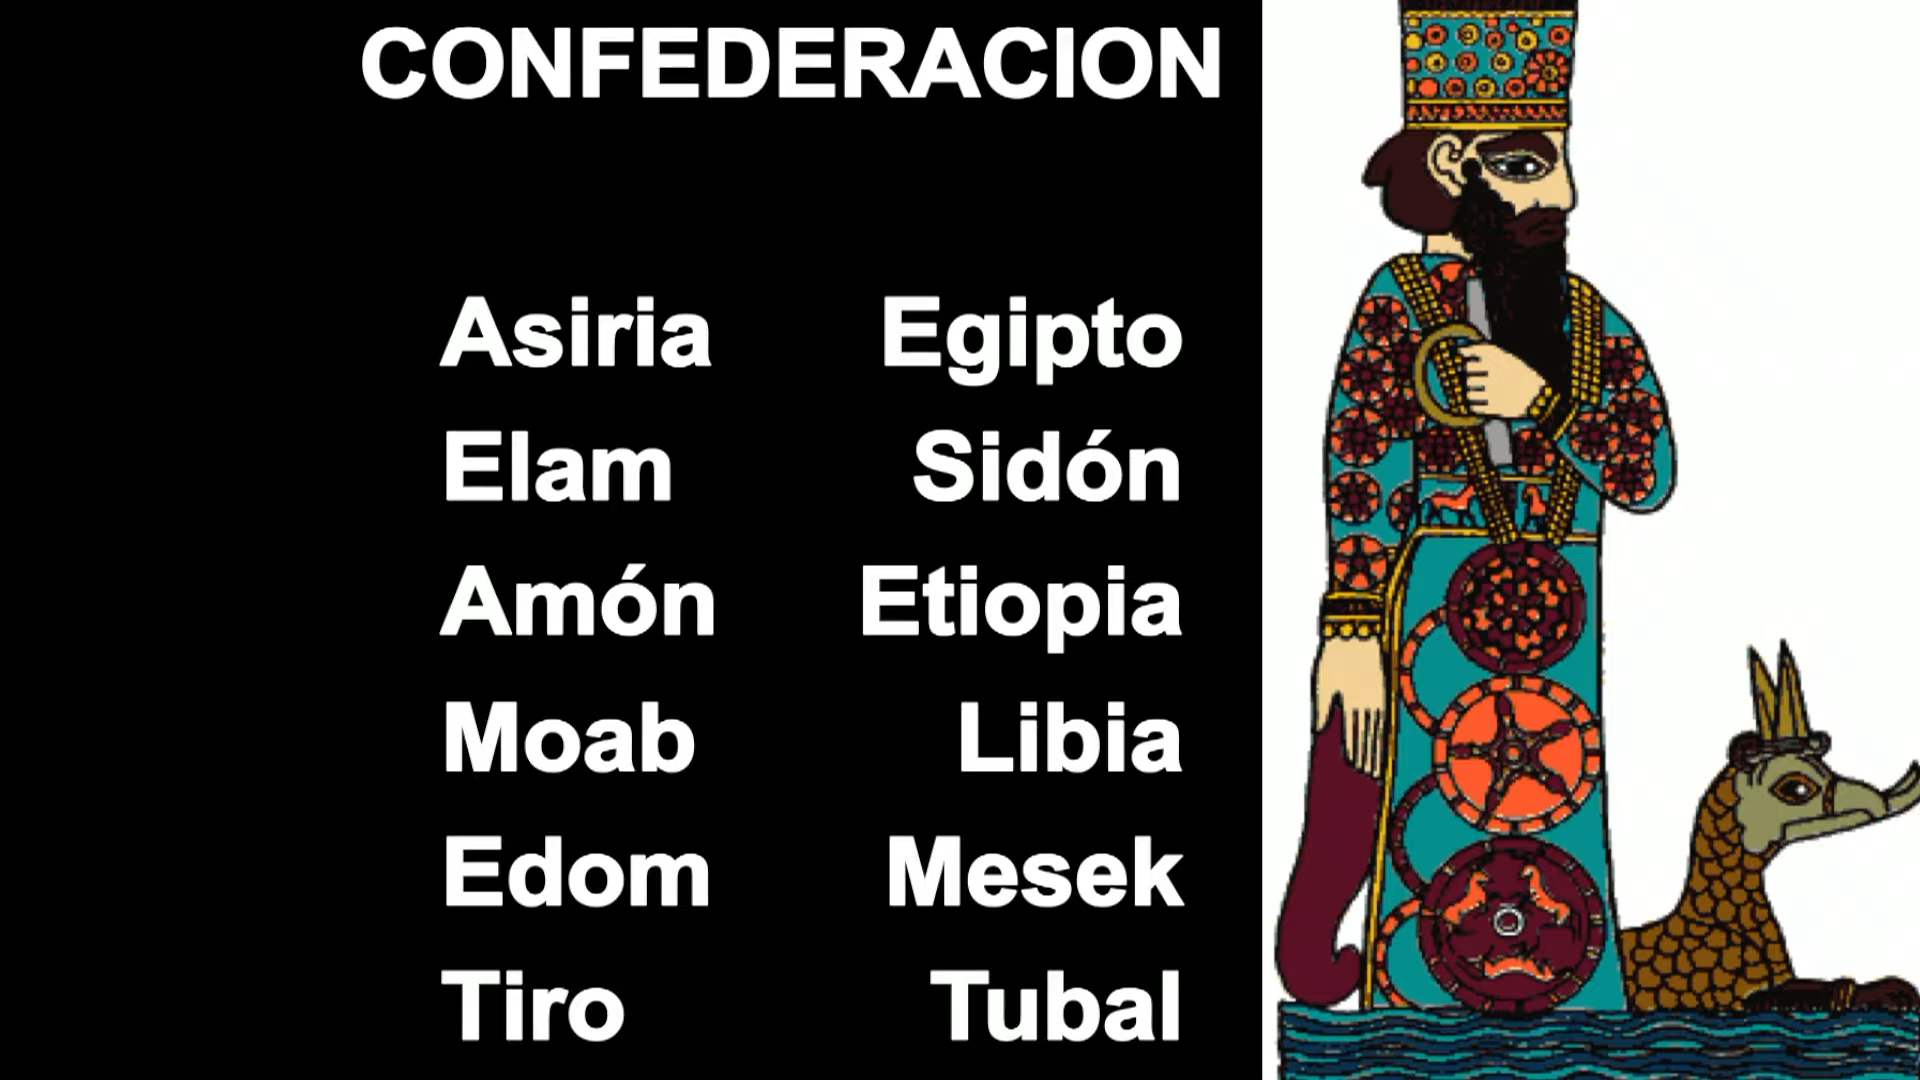 CONFEDERACION
Asiria Egipto
Elam Sidón
Amón Etiopia
Moab Libia
Edom Mesek
Tiro Tubal